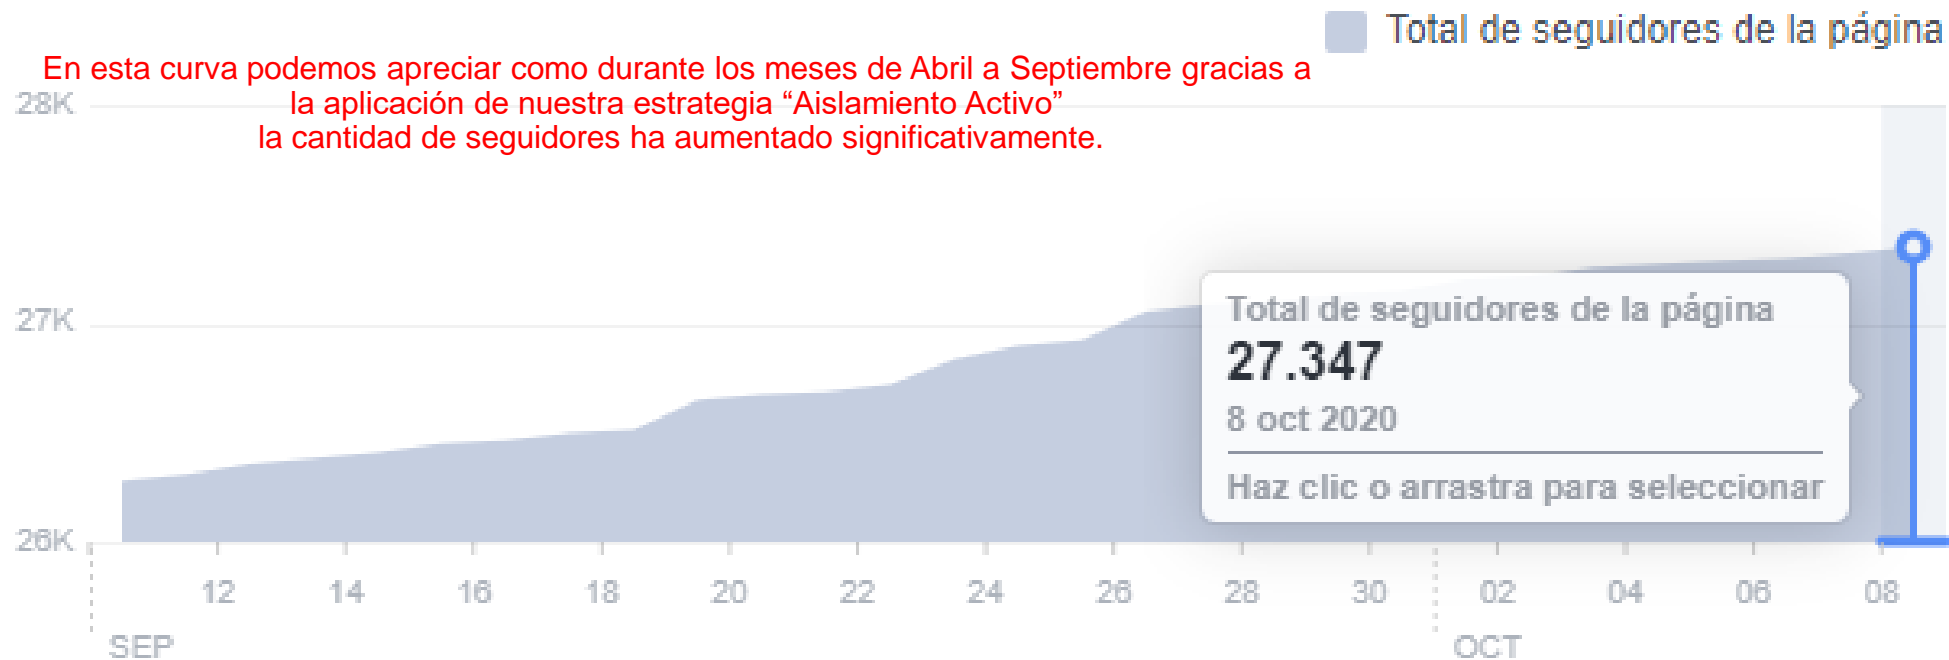 Total de seguidores de la página
En esta curva podemos apreciar como durante los meses de Abril a Septiembre gracias a
la aplicación de nuestra estrategia “Aislamiento Activo”
la cantidad de seguidores ha aumentado significativamente.
28K
27K
26K
Total de seguidores de la página
27.347
8 oct 2020
Haz clic o arrastra para seleccionar
12 14 16 18 20 22 24 26 28 30 02 04 06 08
SEP OCT